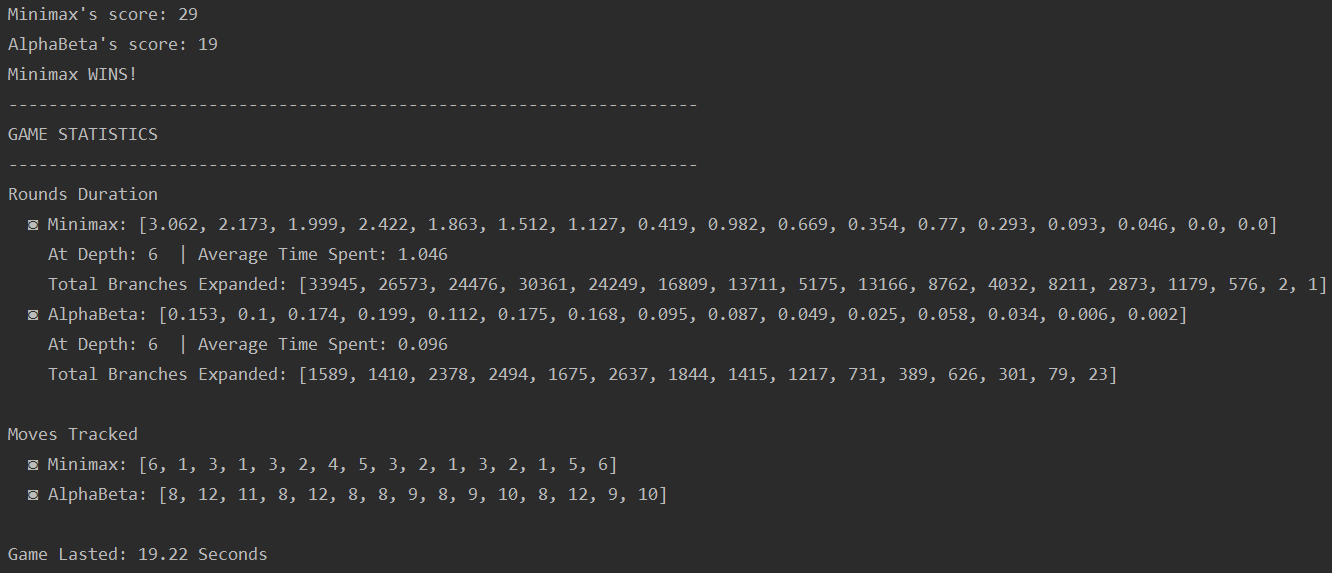 Minimax's score: 29
AlphaBeta's score: 19
Minimax WINS!
---------------------------------------------------------------------
GAME STATISTICS
---------------------------------------------------------------------
Rounds Duration
◙ Minimax: [3.062, 2.173, 1.999, 2.422, 1.863, 1.512, 1.127, 0.419, 0.982, 0.669, 0.354, 0.77, 0.293, 0.093, 0.046, 0.0, 0.0]
At Depth: 6  | Average Time Spent: 1.046
Total Branches Expanded: [33945, 26573, 24476, 30361, 24249, 16809, 13711, 5175, 13166, 8762, 4032, 8211, 2873, 1179, 576, 2, 1]
◙ AlphaBeta: [0.153, 0.1, 0.174, 0.199, 0.112, 0.175, 0.168, 0.095, 0.087, 0.049, 0.025, 0.058, 0.034, 0.006, 0.002]
At Depth: 6  | Average Time Spent: 0.096
Total Branches Expanded: [1589, 1410, 2378, 2494, 1675, 2637, 1844, 1415, 1217, 731, 389, 626, 301, 79, 23]
Moves Tracked
◙ Minimax: [6, 1, 3, 1, 3, 2, 4, 5, 3, 2, 1, 3, 2, 1, 5, 6]
◙ AlphaBeta: [8, 12, 11, 8, 12, 8, 8, 9, 8, 9, 10, 8, 12, 9, 10]
Game Lasted: 19.22 Seconds